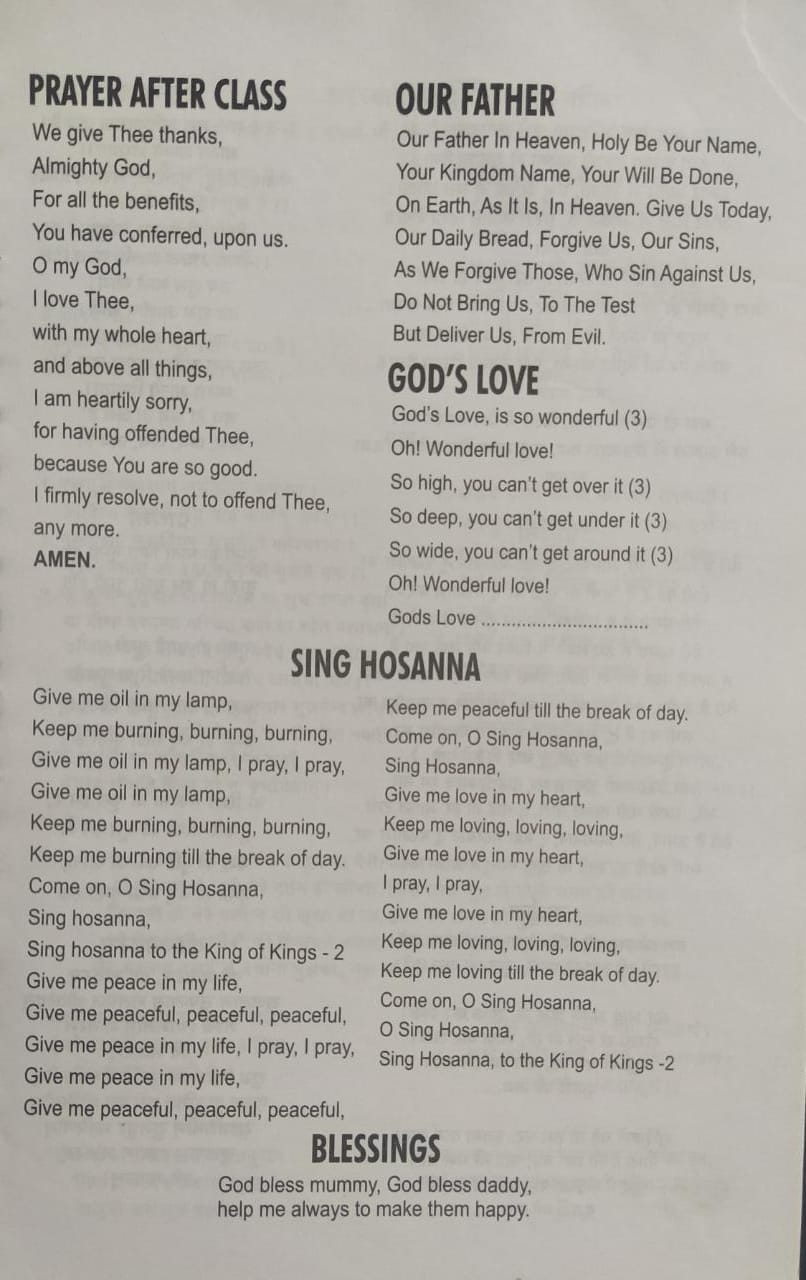 PRAYER AFTER CLASS
We give Thee thanks,
Almighty God,
For all the benefits,
You have conferred, upon us.
O my God,
I love Thee,
with my whole heart,
and above all things,
I am heartily sorry,
for having offended Thee,
because You are so good.
I firmly resolve, not to offend Thee,
any more.
AMEN.
OUR FATHER
Our Father In Heaven, Holy Be Your Name,
Your Kingdom Name, Your Will Be Done,
On Earth, As It Is, In Heaven. Give Us Today,
Our Daily Bread, Forgive Us, Our Sins,
As We Forgive Those, Who Sin Against Us,
Do Not Bring Us, To The Test
But Deliver Us, From Evil.
GOD'S LOVE
God's Love, is so wonderful (3)
Oh! Wonderful love!
So high, you can't get over it (3)
So deep, you can't get under it (3)
So wide, you can't get around it (3)
Oh! Wonderful love!
Gods Love ..................................
SING HOSANNA
Give me oil in my lamp,
Keep me burning, burning, burning,
Give me oil in my lamp, I pray, I pray,
Give me oil in my lamp,
Keep me burning, burning, burning,
Keep me burning till the break of day.
Come on, O Sing Hosanna,
Sing hosanna,
Sing hosanna to the King of Kings - 2
Give me peace in my life,
Give me peaceful, peaceful, peaceful,
Give me peace in my life, I pray, I pray,
Give me peace in my life,
Give me peaceful, peaceful, peaceful,
Keep me peaceful till the break of day.
Come on, O Sing Hosanna,
Sing Hosanna,
Give me love in my heart,
Keep me loving, loving, loving,
Give me love in my heart,
I pray, I pray,
Give me love in my heart,
Keep me loving, loving, loving,
Keep me loving till the break of day.
Come on, O Sing Hosanna,
O Sing Hosanna,
Sing Hosanna, to the King of Kings -2
BLESSINGS
God bless mummy, God bless daddy,
help me always to make them happy.